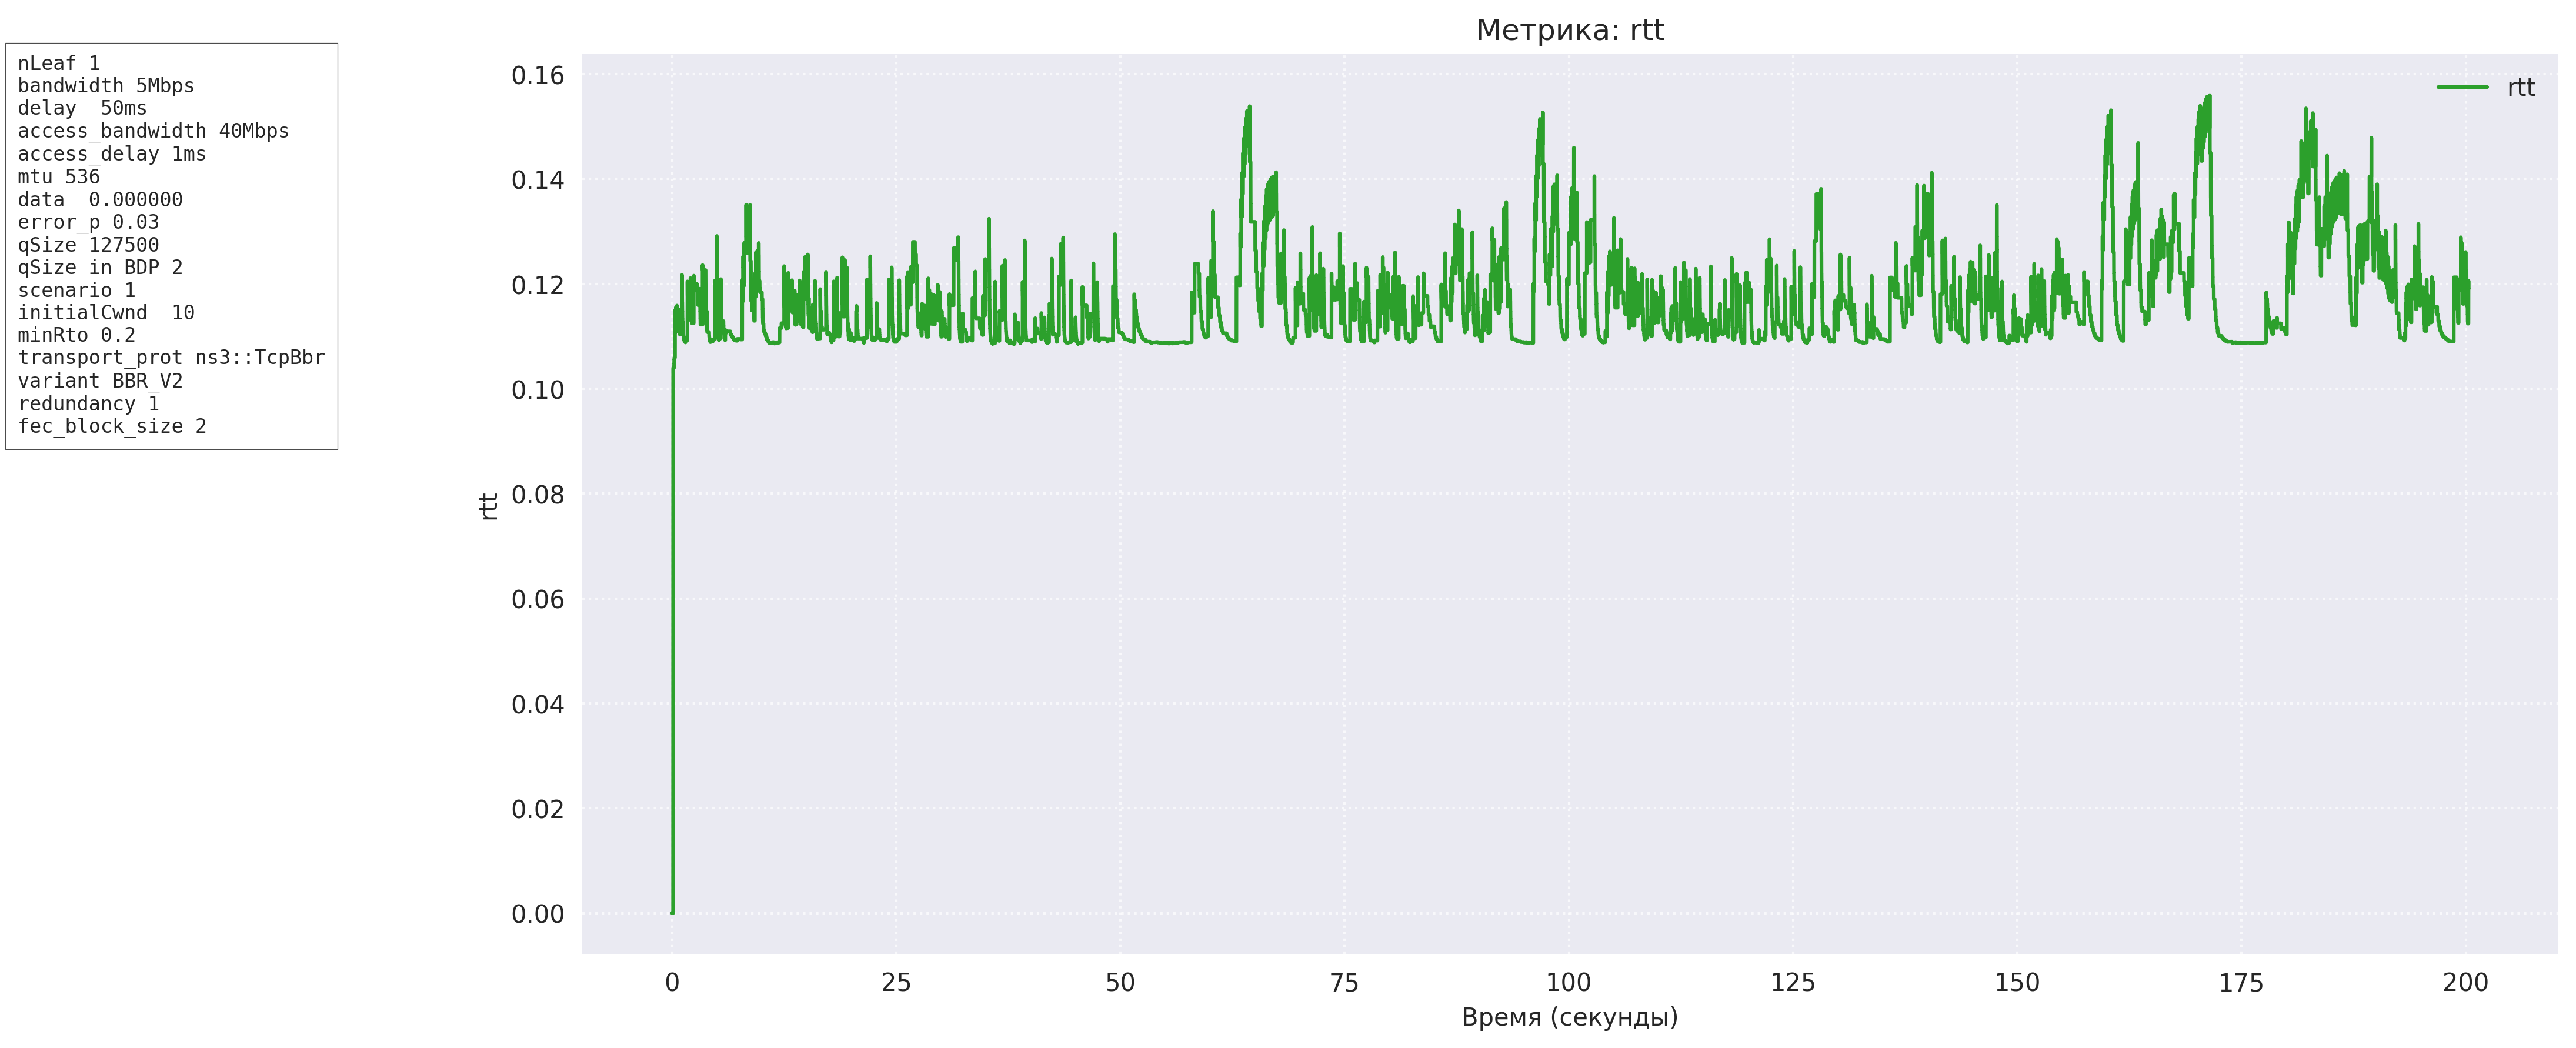 Метрика: rtt
nLeaf 1
bandwidth 5Mbps
delay  50ms
access_bandwidth 40Mbps
access_delay 1ms
mtu 536
data  0.000000
error_p 0.03
qSize 127500
qSize in BDP 2
scenario 1
initialCwnd  10
minRto 0.2
transport_prot ns3::TcpBbr
variant BBR_V2
redundancy 1
fec_block_size 2
rtt
rtt
0.16
0.14
0.12
0.10
0.08
0.06
0.04
0.02
0.00
0 25 50 75 100 125 150 175 200
Время (секунды)